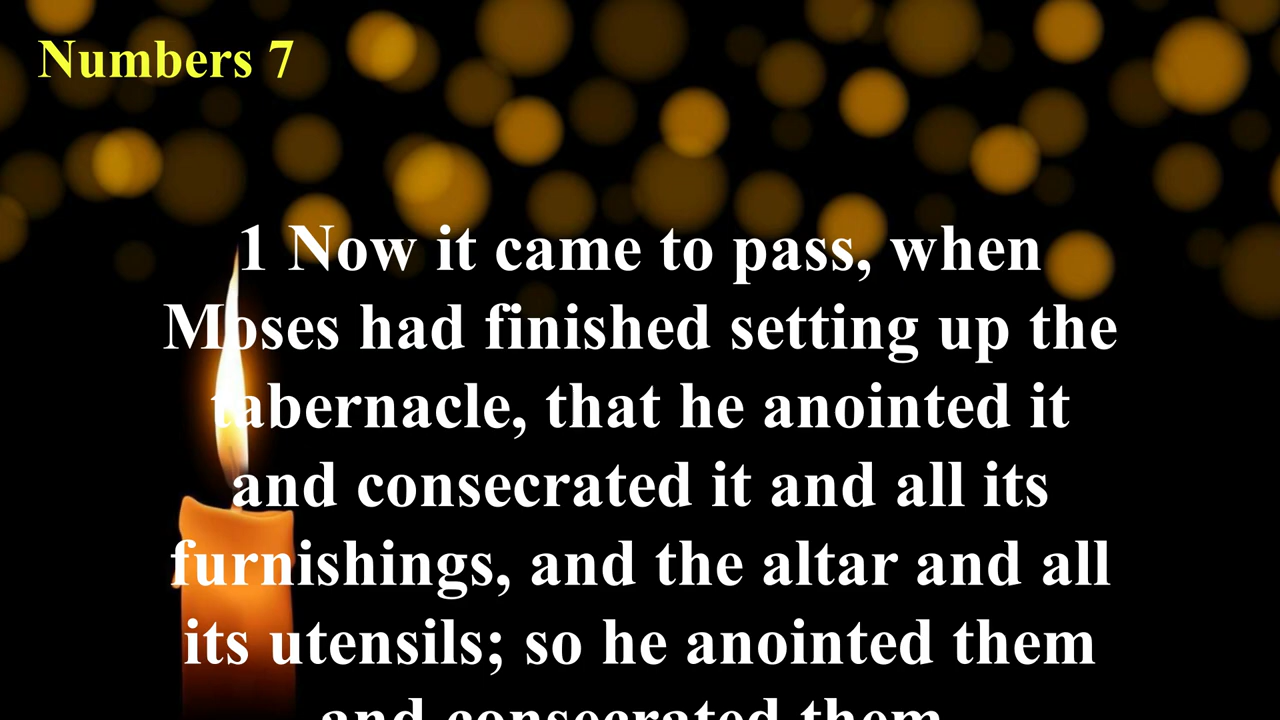 Numbers 7
1 Now it came to pass, when
Moses had finished setting up the
tabernacle, that he anointed it
and consecrated it and all its
furnishings, and the altar and all
its utensils; so he anointed them
and consecrated them.